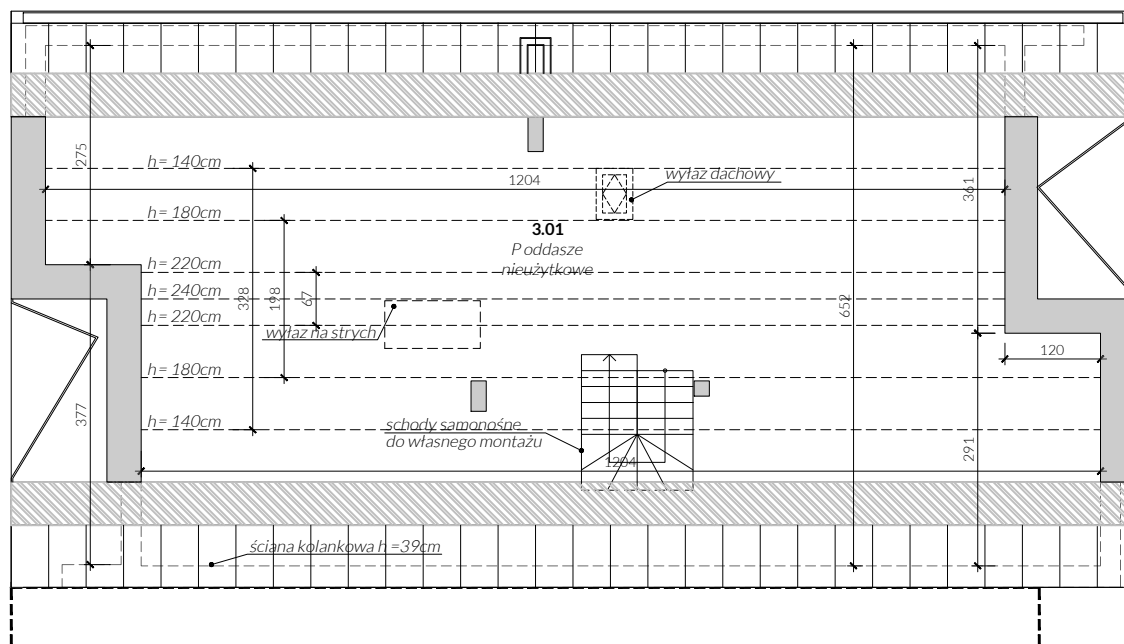 275
h= 140cm
1204
wyłaz dachowy
361
h= 180cm
3.01
Poddasze
nieużytkowe
h= 220cm
h= 240cm
328
198
67
652
h= 220cm
wyłaz na strych
120
h= 180cm
377
h= 140cm
schody samonośne
do własnego montażu
291
1204
ściana kolankowa h =39cm